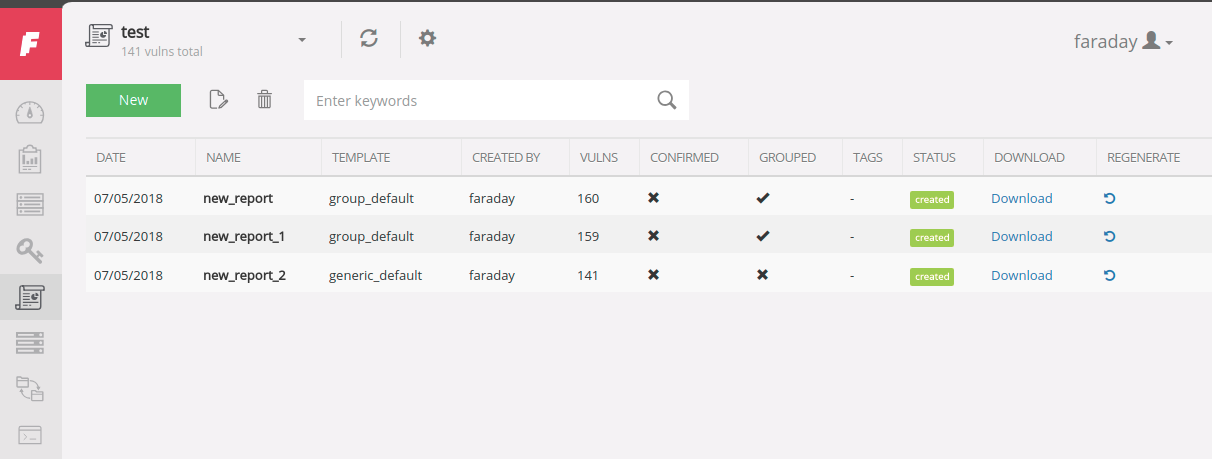 test
141 vulns total
faraday
New
Enter keywords
DATE NAME TEMPLATE CREATED BY VULNS CONFIRMED GROUPED TAGS STATUS DOWNLOAD REGENERATE
07/05/2018 new_report group_default faraday 160 - created Download
07/05/2018 new_report_1 group_default faraday 159 - created Download
07/05/2018 new_report_2 generic_default faraday 141 - created Download